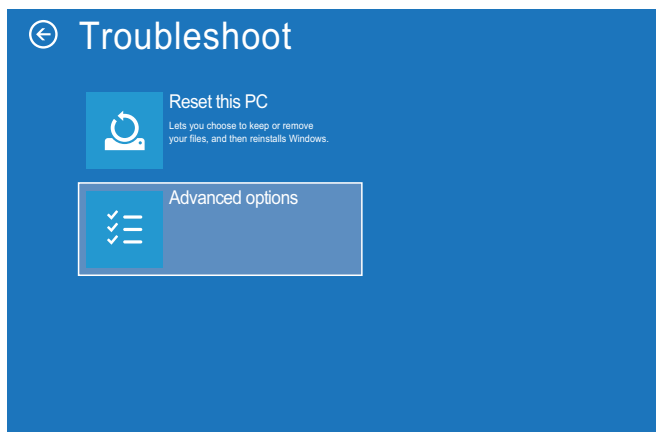 Troubleshoot
Reset this PC
Lets you choose to keep or remove
your files, and then reinstalls Windows.
Advanced options